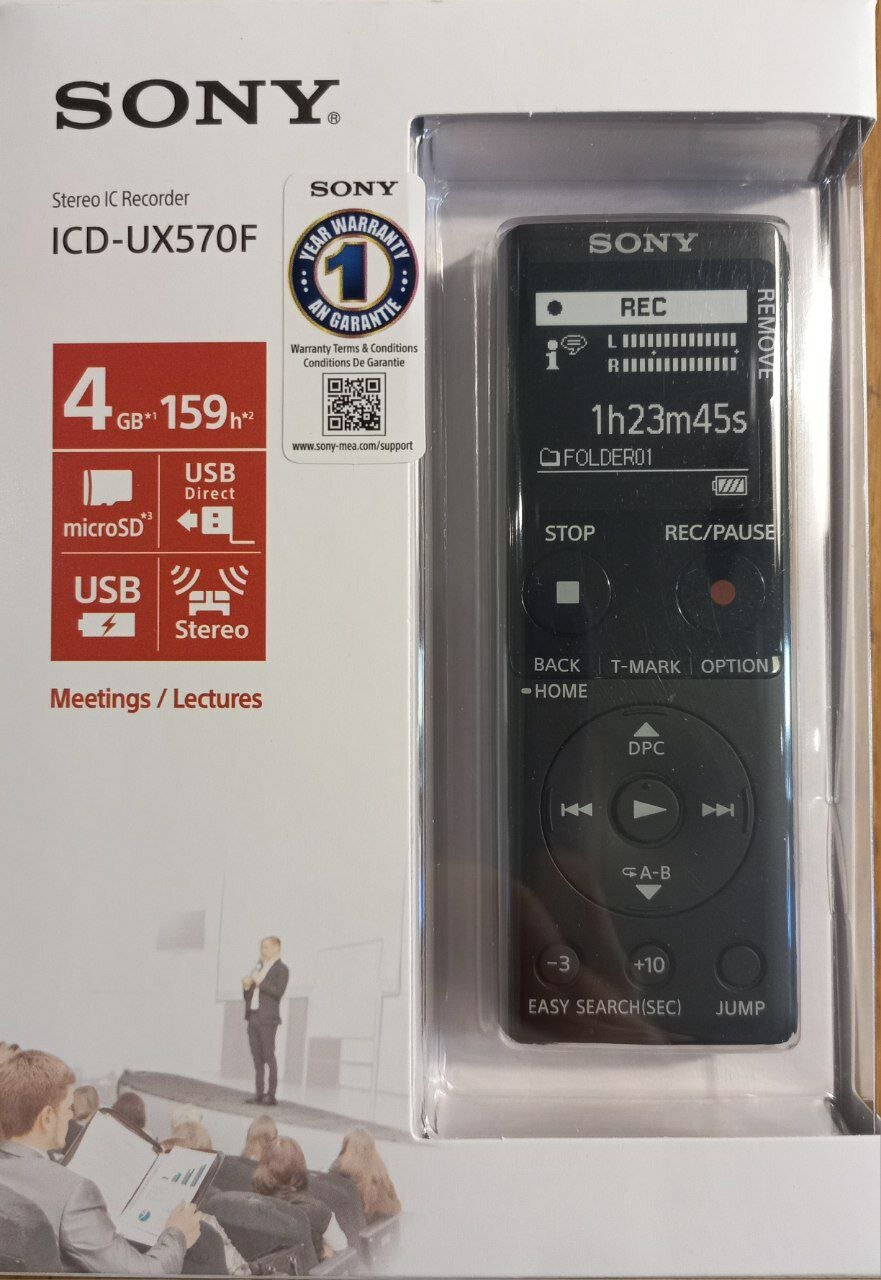 SONY®
Stereo IC Recorder
ICD-UX570F
SONY
YEAR WARRANTY
1
AN GARANTIE
Warranty Terms & Conditions
Conditions De Garantie
www.sony-mea.com/support
4GB*1 159h*2
microSD*3
USB
Direct
USB
Stereo
Meetings / Lectures
SONY
REMOVE
REC
L
R
1h23m45s
FOLDER01
STOP REC/PAUSE
BACK T-MARK OPTION
HOME
DPC
A-B
-3 +10
EASY SEARCH(SEC) JUMP